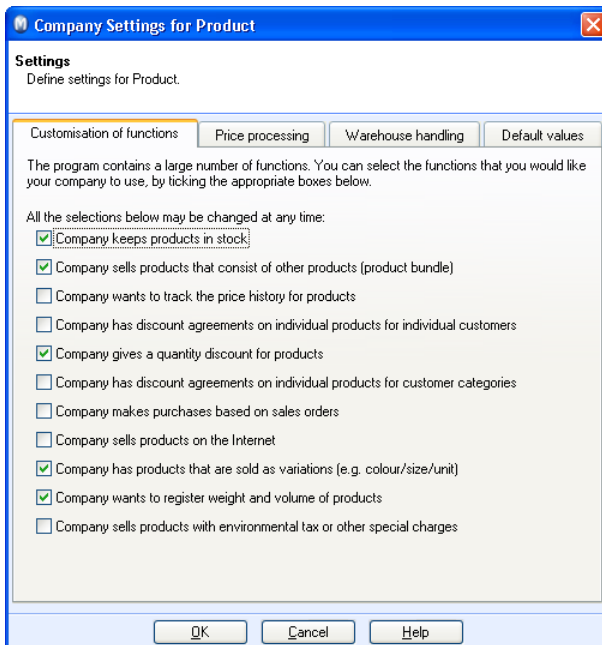 Company Settings for Product
Settings
Define settings for Product.
Customisation of functions
Price processing
Warehouse handling
Default values
The program contains a large number of functions. You can select the functions that you would like
your company to use, by ticking the appropriate boxes below.
All the selections below may be changed at any time:
Company keeps products in stock
Company sells products that consist of other products (product bundle)
Company wants to track the price history for products
Company has discount agreements on individual products for individual customers
Company gives a quantity discount for products
Company has discount agreements on individual products for customer categories
Company makes purchases based on sales orders
Company sells products on the Internet
Company has products that are sold as variations (e.g. colour/size/unit)
Company wants to register weight and volume of products
Company sells products with environmental tax or other special charges
OK
Cancel
Help